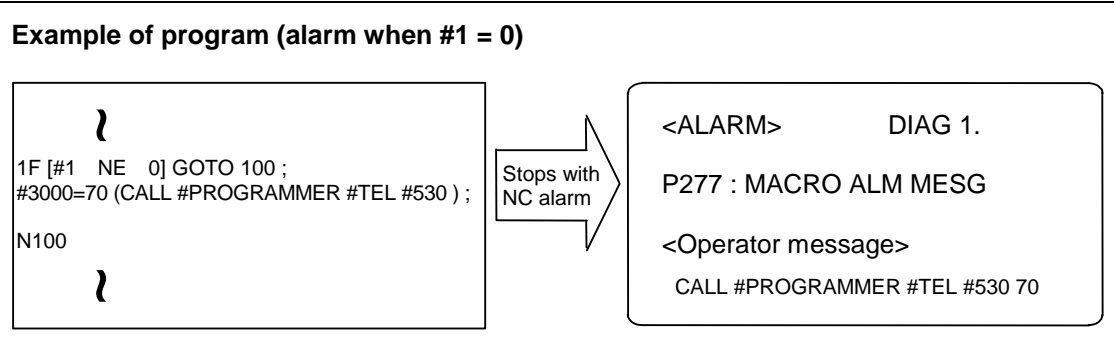 Example of program (alarm when #1 = 0)
1F [#1 NE 0] GOTO 100 ;
#3000=70 (CALL #PROGRAMMER #TEL #530 ) ;
N100
Stops with
NC alarm
<ALARM> DIAG 1.
P277 : MACRO ALM MESG
<Operator message>
CALL #PROGRAMMER #TEL #530 70